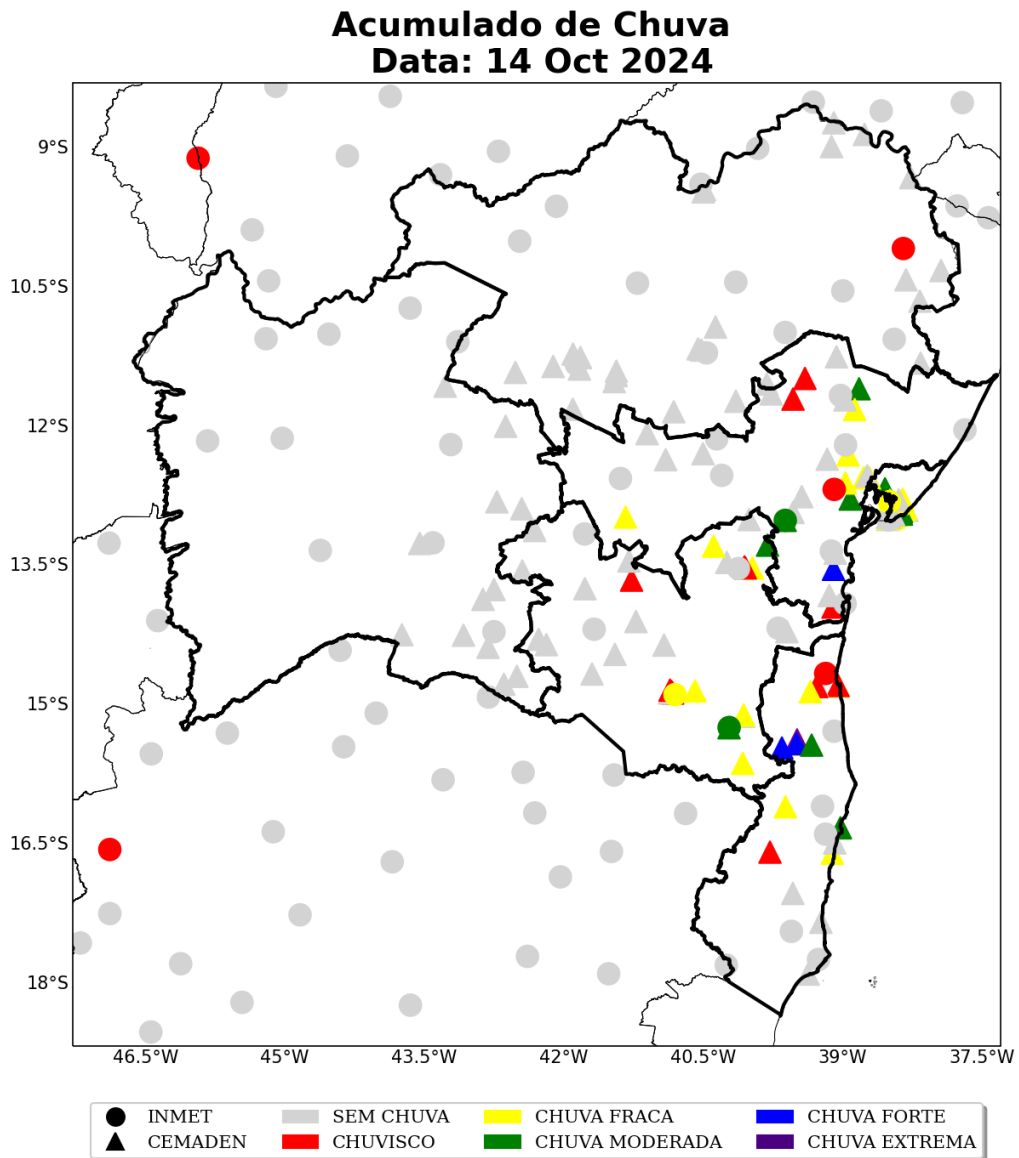 Acumulado de Chuva
Data: 14 Oct 2024
9°S
10.5°S
12°S
13.5°S
15°S
16.5°S
18°S
46.5°W 45°W 43.5°W 42°W 40.5°W 39°W 37.5°W
INMET SEM CHUVA CHUVA FRACA CHUVA FORTE
CEMADEN CHUVISCO CHUVA MODERADA CHUVA EXTREMA